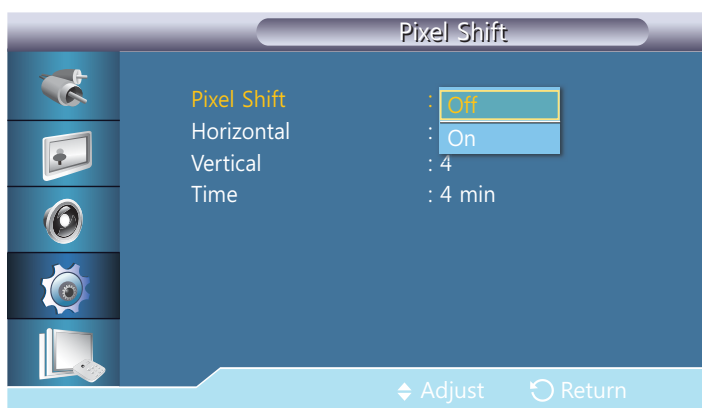 Pixel Shift
Pixel Shift : Off
Horizontal : On
Vertical : 4
Time : 4 min
Adjust Return